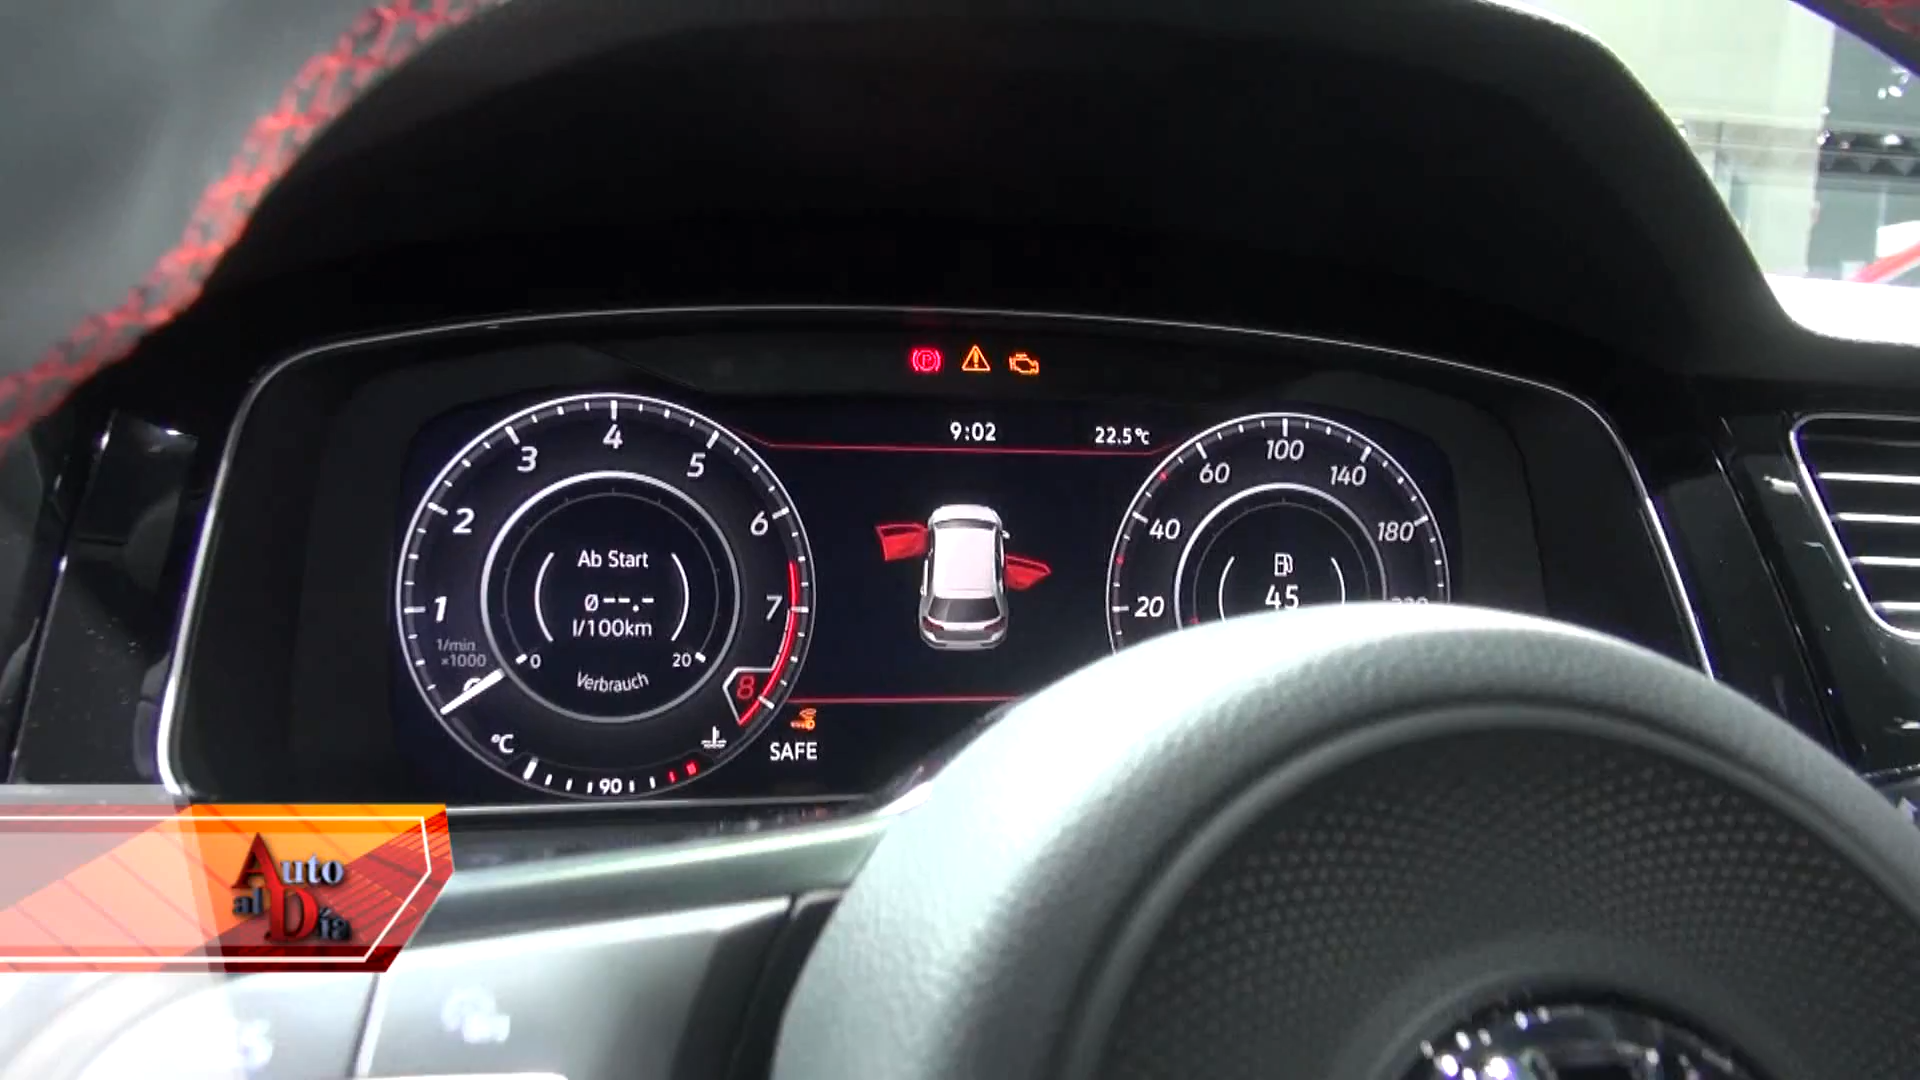 9:02
22.5°C
1
2
3
4
5
6
7
8
1/min
×1000
Ab Start
Ø--.-
l/100km
0
20
Verbrauch
°C
90
20
40
60
100
140
180
45
SAFE
Auto
al Día